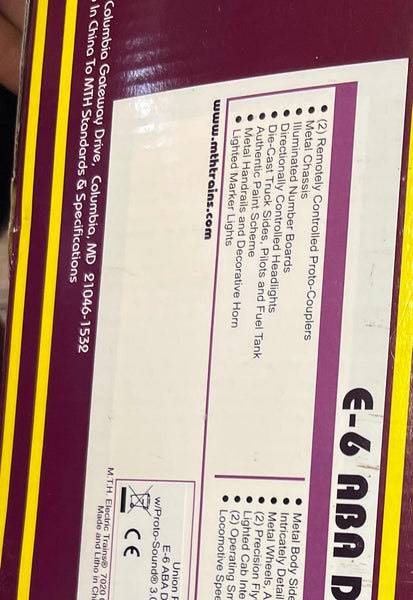 E-6 ABA D
(2) Remotely Controlled Proto-Couplers
Metal Chassis
Illuminated Number Boards
Directionally Controlled Headlights
Die-Cast Truck Sides, Pilots and Fuel Tank
Authentic Paint Scheme
Metal Handrails and Decorative Horn
Lighted Marker Lights
www.mthtrains.com
Metal Body Side
Intricately Detail
Metal Wheels, A
(2) Precision Fly
Lighted Cab Inte
(2) Operating Sm
Locomotive Spee
Union P
E-6 ABA D
w/Proto-Sound® 3.0
CE
M.T.H. Electric Trains® 7020 C
Made and Litho in Chi
Columbia Gateway Drive, Columbia, MD 21046-1532
In China To MTH Standards & Specifications